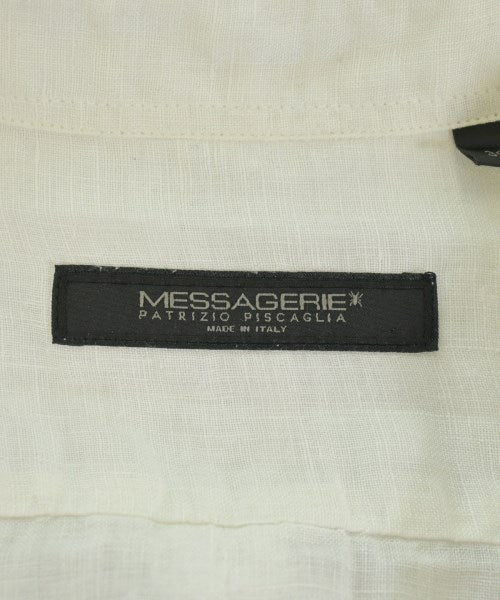 MESSAGERIE
PATRIZIO PISCAGLIA
MADE IN ITALY